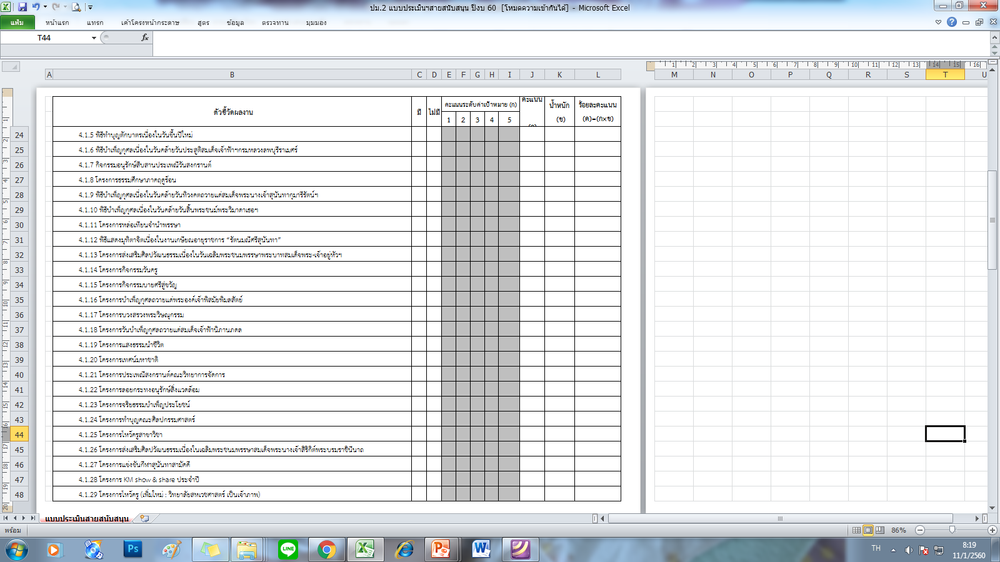 ปม.2 แบบประเมินฯสายสนับสนุน ปีงบ 60  [โหมดความเข้ากันได้]  -  Microsoft Excel
แฟ้ม หน้าแรก แทรก เค้าโครงหน้ากระดาษ สูตร ข้อมูล ตรวจทาน มุมมอง
T44 fx
1 2 3 4 5 6 7 8 9 10 11 12 13 14 15 16
A B C D E F G H I J K L M N O P Q R S T U
ตัวชี้วัดผลงาน มี ไม่มี คะแนนระดับค่าเป้าหมาย (ก) คะแนน น้ำหนัก ร้อยละคะแนน
1 2 3 4 5 (ข) (ค)=(ก×ข)
24 4.1.5 พิธีทำบุญตักบาตรเนื่องในวันขึ้นปีใหม่
25 4.1.6 พิธีบำเพ็ญกุศลเนื่องในวันคล้ายวันประสูติสมเด็จเจ้าฟ้าฯกรมหลวงลพบุรีราเมศร์
26 4.1.7 กิจกรรมอนุรักษ์สืบสานประเพณีวันสงกรานต์
27 4.1.8 โครงการธรรมศึกษาภาคฤดูร้อน
28 4.1.9 พิธีบำเพ็ญกุศลเนื่องในวันคล้ายวันทิวงคตถวายแด่สมเด็จพระนางเจ้าสุนันทากุมารีรัตน์ฯ
29 4.1.10 พิธีบำเพ็ญกุศลเนื่องในวันคล้ายวันสิ้นพระชนม์พระวิมาดาเธอฯ
30 4.1.11 โครงการหล่อเทียนจำนำพรรษา
31 4.1.12 พิธีแสดงมุทิตาจิตเนื่องในงานเกษียณอายุราชการ “รัตนมณีศรีสุนันทา”
32 4.1.13 โครงการส่งเสริมศิลปวัฒนธรรมเนื่องในวันเฉลิมพระชนมพรรษาพระบาทสมเด็จพระ-เจ้าอยู่หัวฯ
33 4.1.14 โครงการกิจกรรมวันครู
34 4.1.15 โครงการกิจกรรมบายศรีสู่ขวัญ
35 4.1.16 โครงการบำเพ็ญกุศลถวายแด่พระองค์เจ้าพิสมัยพิมลสัตย์
36 4.1.17 โครงการบวงสรวงพระวิษณุกรรม
37 4.1.18 โครงการวันบำเพ็ญกุศลถวายแด่สมเด็จเจ้าฟ้านิภานภดล
38 4.1.19 โครงการแสงธรรมนำชีวิต
39 4.1.20 โครงการเทศน์มหาชาติ
40 4.1.21 โครงการประเพณีสงกรานต์คณะวิทยาการจัดการ
41 4.1.22 โครงการลอยกระทงอนุรักษ์สิ่งแวดล้อม
42 4.1.23 โครงการจริยธรรมบำเพ็ญประโยชน์
43 4.1.24 โครงการทำบุญคณะศิลปกรรมศาสตร์
44 4.1.25 โครงการไหว้ครูสาขาวิชา
45 4.1.26 โครงการส่งเสริมศิลปวัฒนธรรมเนื่องในเฉลิมพระชนมพรรษาสมเด็จพระนางเจ้าสิริกิต์พระบรมราชินีนาถ
46 4.1.27 โครงการแข่งขันกีฬาสุนันทาสามัคคี
47 4.1.28 โครงการ KM show & share ประจำปี
48 4.1.29 โครงการไหว้ครู (เพิ่มใหม่ : วิทยาลัยสหเวชศาสตร์ เป็นเจ้าภาพ)
แบบประเมินสายสนับสนุน
พร้อม 86%
Ps LINE TH 8:19
11/1/2560